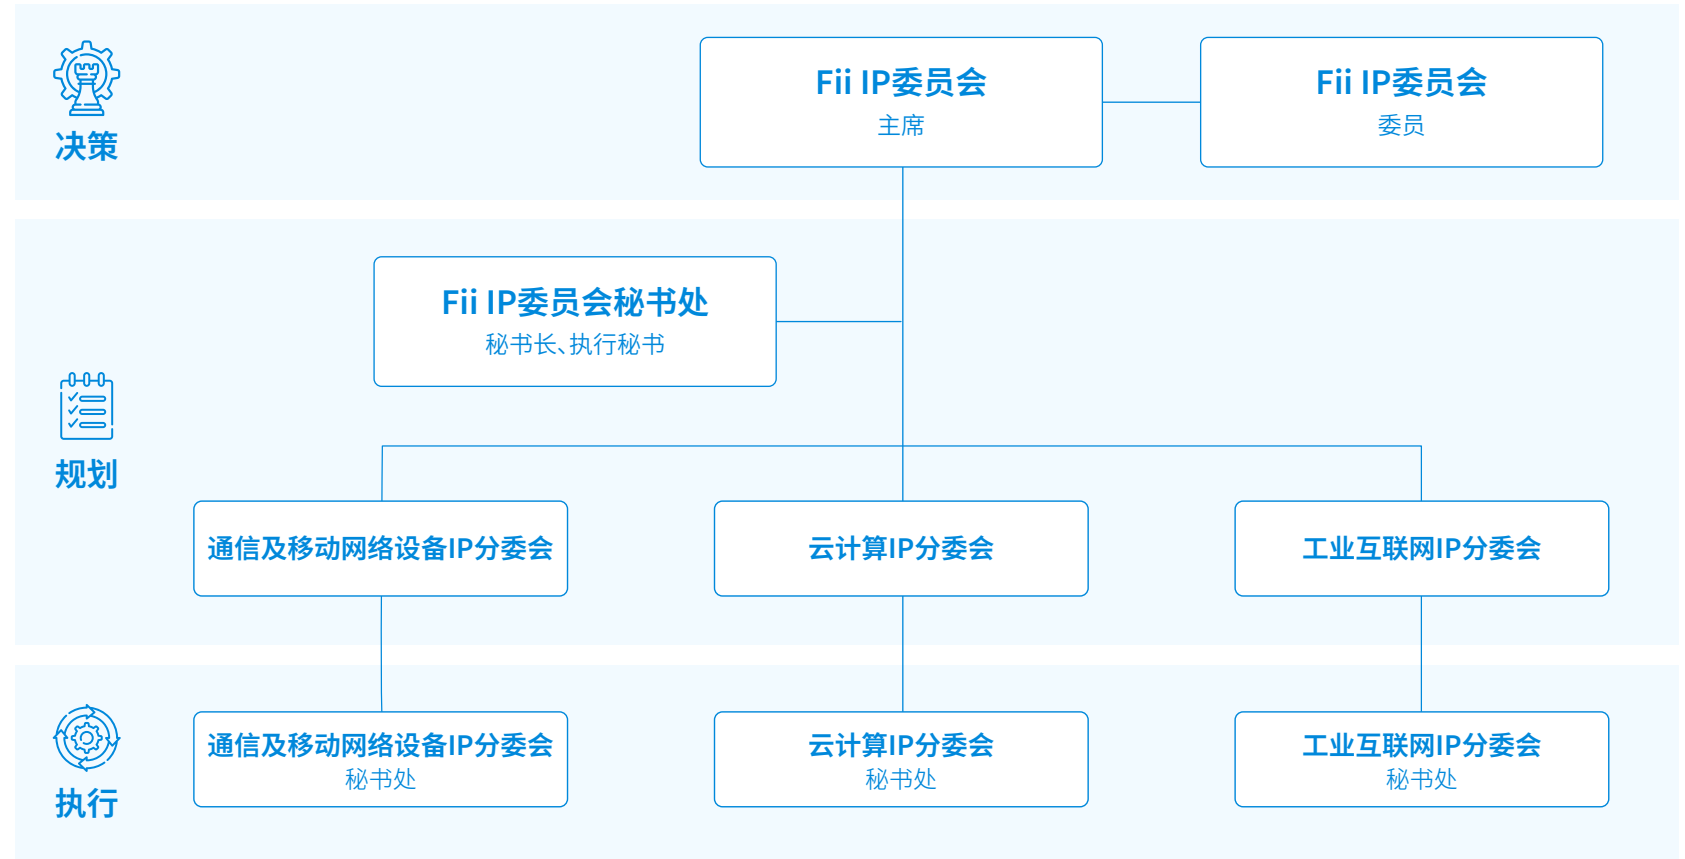 决策
Fii IP委员会
主席
Fii IP委员会
委员
规划
Fii IP委员会秘书处
秘书长、执行秘书
通信及移动网络设备IP分委会
云计算IP分委会
工业互联网IP分委会
执行
通信及移动网络设备IP分委会
秘书处
云计算IP分委会
秘书处
工业互联网IP分委会
秘书处